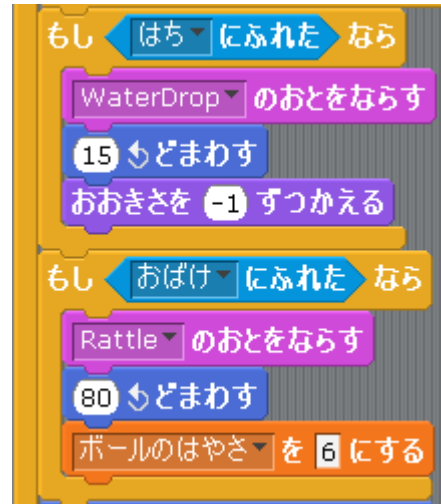 もし はち にふれた なら
WaterDrop のおとをならす
15 どまわす
おおきさを -1 ずつかえる
もし おばけ にふれた なら
Rattle のおとをならす
80 どまわす
ボールのはやさ を 6 にする